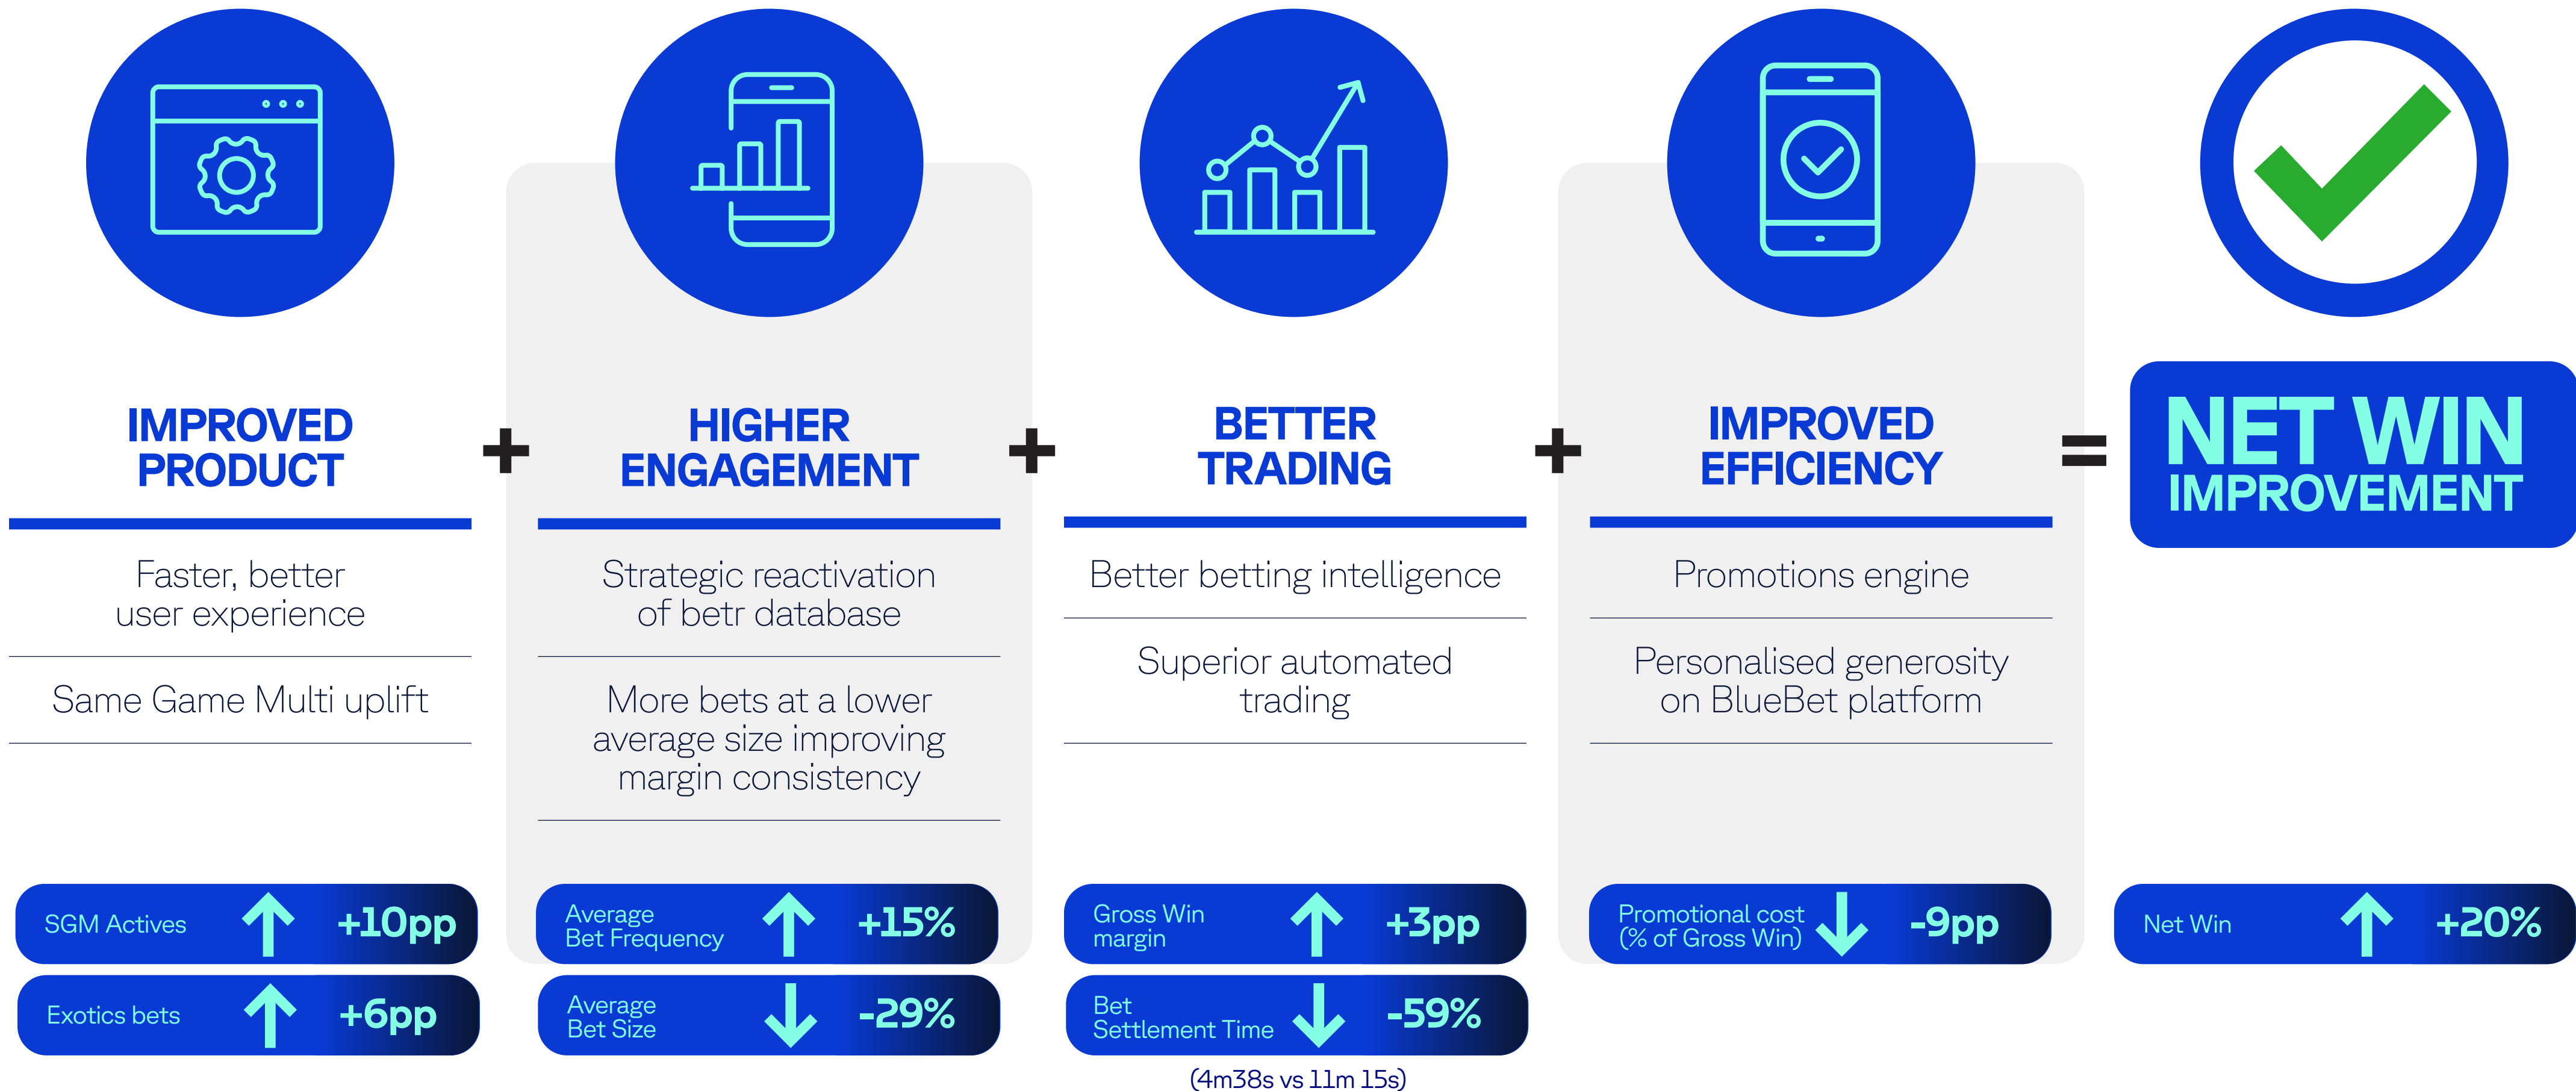 IMPROVED
PRODUCT
Faster, better
user experience
Same Game Multi uplift
SGM Actives +10pp
Exotics bets +6pp
+
HIGHER
ENGAGEMENT
Strategic reactivation
of betr database
More bets at a lower
average size improving
margin consistency
Average
Bet Frequency
+15%
Average
Bet Size
-29%
+
BETTER
TRADING
Better betting intelligence
Superior automated
trading
Gross Win
margin
+3pp
Bet
Settlement Time
-59%
(4m38s vs 11m 15s)
+
IMPROVED
EFFICIENCY
Promotions engine
Personalised generosity
on BlueBet platform
Promotional cost
(% of Gross Win)
-9pp
=
NET WIN
IMPROVEMENT
Net Win +20%